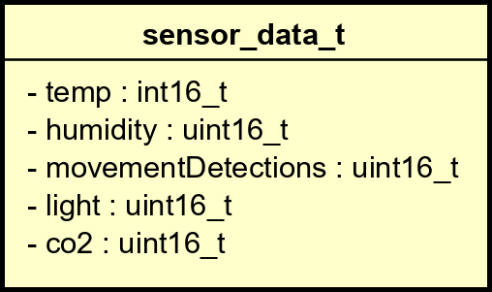 sensor_data_t
- temp : int16_t
- humidity : uint16_t
- movementDetections : uint16_t
- light : uint16_t
- co2 : uint16_t